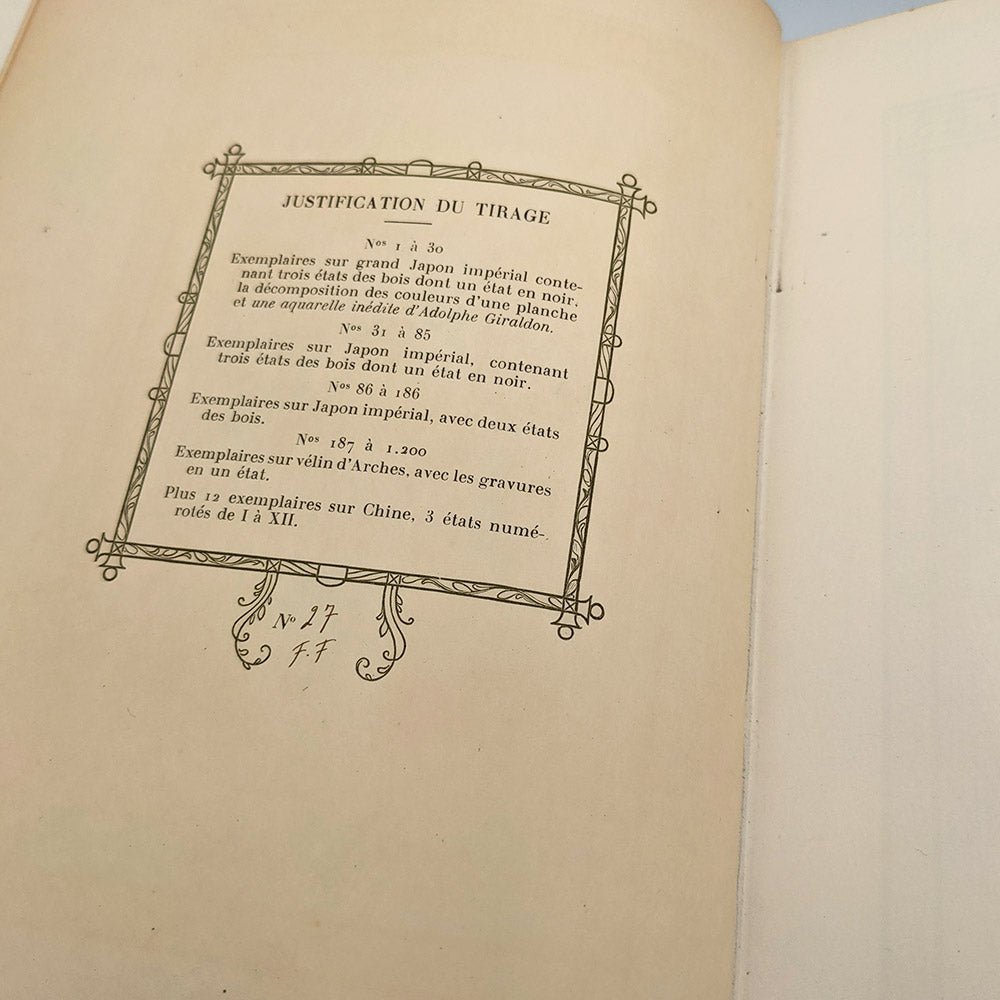 JUSTIFICATION DU TIRAGE
Nos 1 à 30
Exemplaires sur grand Japon impérial conte-
nant trois états des bois dont un état en noir,
la décomposition des couleurs d'une planche
et une aquarelle inédite d'Adolphe Giraldon.
Nos 31 à 85
Exemplaires sur Japon impérial, contenant
trois états des bois dont un état en noir.
Nos 86 à 186
Exemplaires sur Japon impérial, avec deux états
des bois.
Nos 187 à 1.200
Exemplaires sur vélin d'Arches, avec les gravures
en un état.
Plus 12 exemplaires sur Chine, 3 états numé-
rotés de I à XII.
No 27
F.F